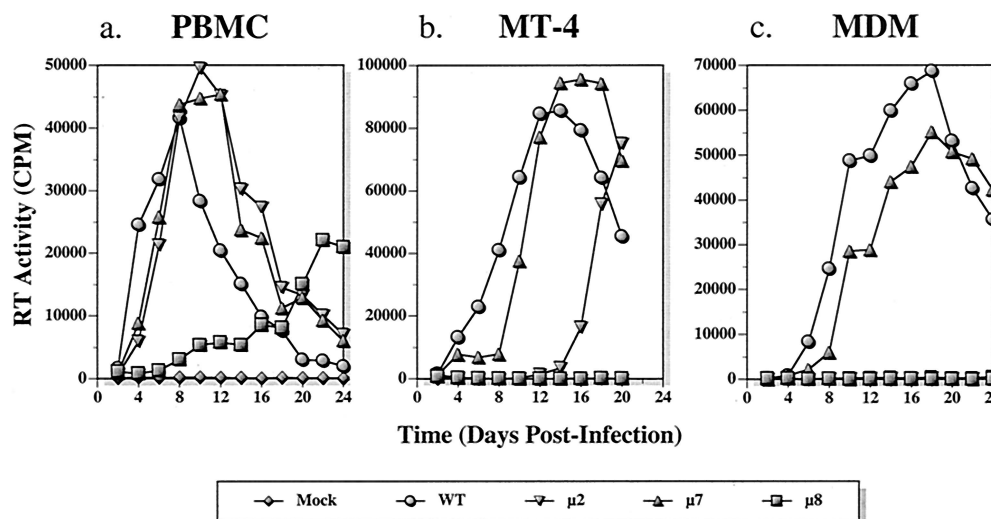 a. PBMC
b. MT-4
c. MDM
RT Activity (CPM)
50000
40000
30000
20000
10000
0
0 4 8 12 16 20 24
100000
80000
60000
40000
20000
0
0 4 8 12 16 20 24
70000
60000
50000
40000
30000
20000
10000
0
0 4 8 12 16 20
Time (Days Post-Infection)
Mock WT µ2 µ7 µ8